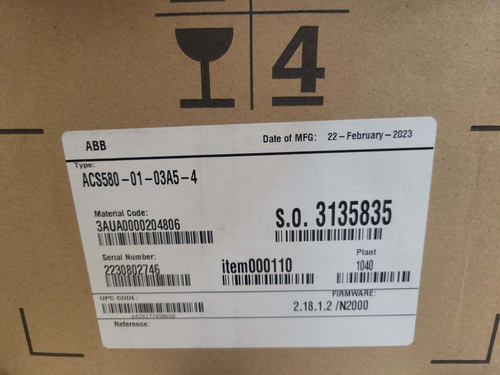 4
ABB
Date of MFG: 22-February-2023
Type:
ACS580-01-03A5-4
Material Code:
3AUA0000204806
S.O. 3135835
Serial Number:
2230802746
item000110
Plant
1040
UPC CODE:
FIRMWARE:
2.18.1.2 /N2000
Reference: